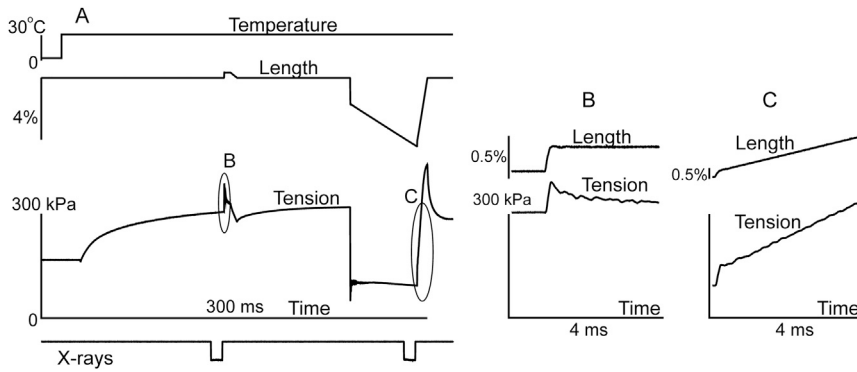 A
30°C
Temperature
0
Length
4%
B
300 kPa
Tension
C
300 ms
Time
0
X-rays
B
Length
0.5%
Tension
300 kPa
Time
4 ms
C
Length
0.5%
Tension
Time
4 ms